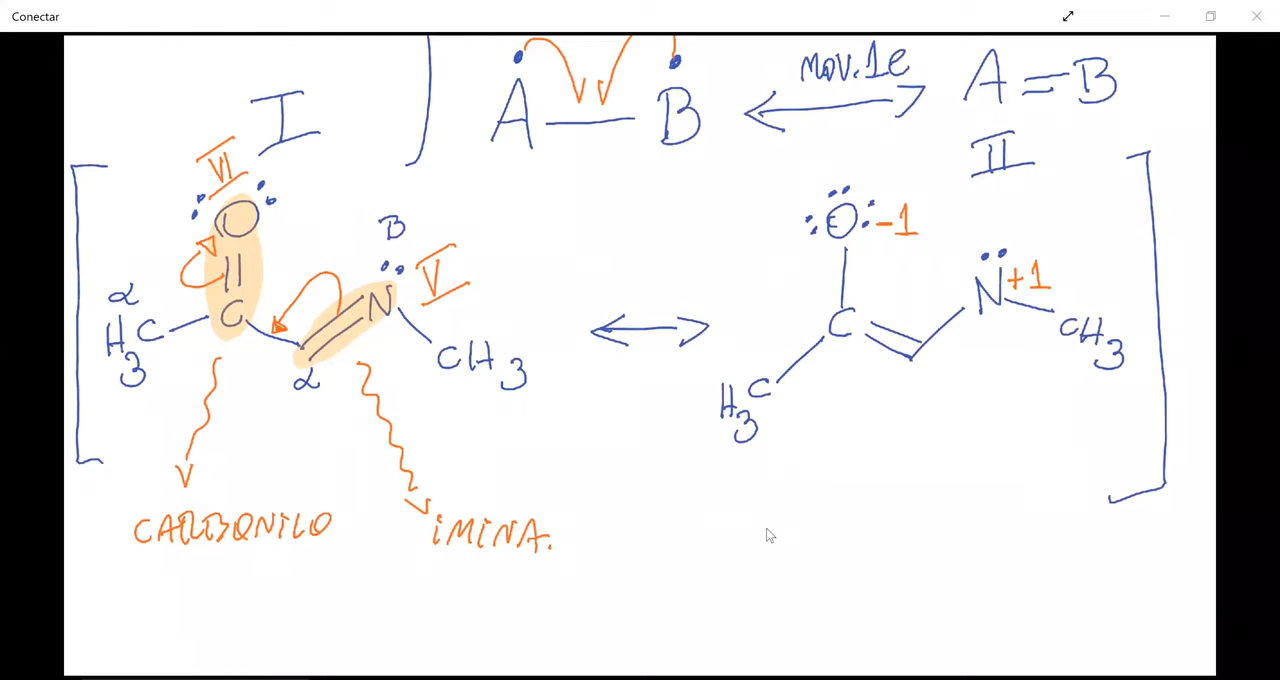 Conectar
A — B mov. 1e A = B
I
II
VI
O
B
N V
α
H3C C
α
CH3
O -1
N +1
C
CH3
H3C
CARBONILO
iMiNA.